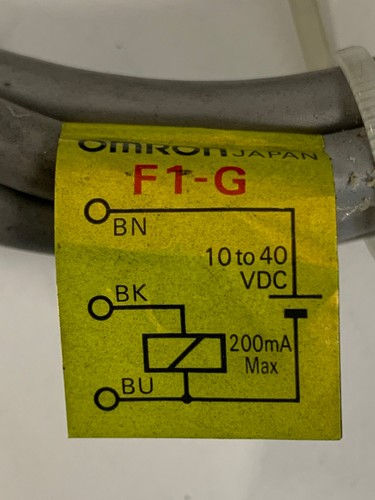 OMRON JAPAN
F1-G
BN
10 to 40
VDC
BK
200mA
Max
BU